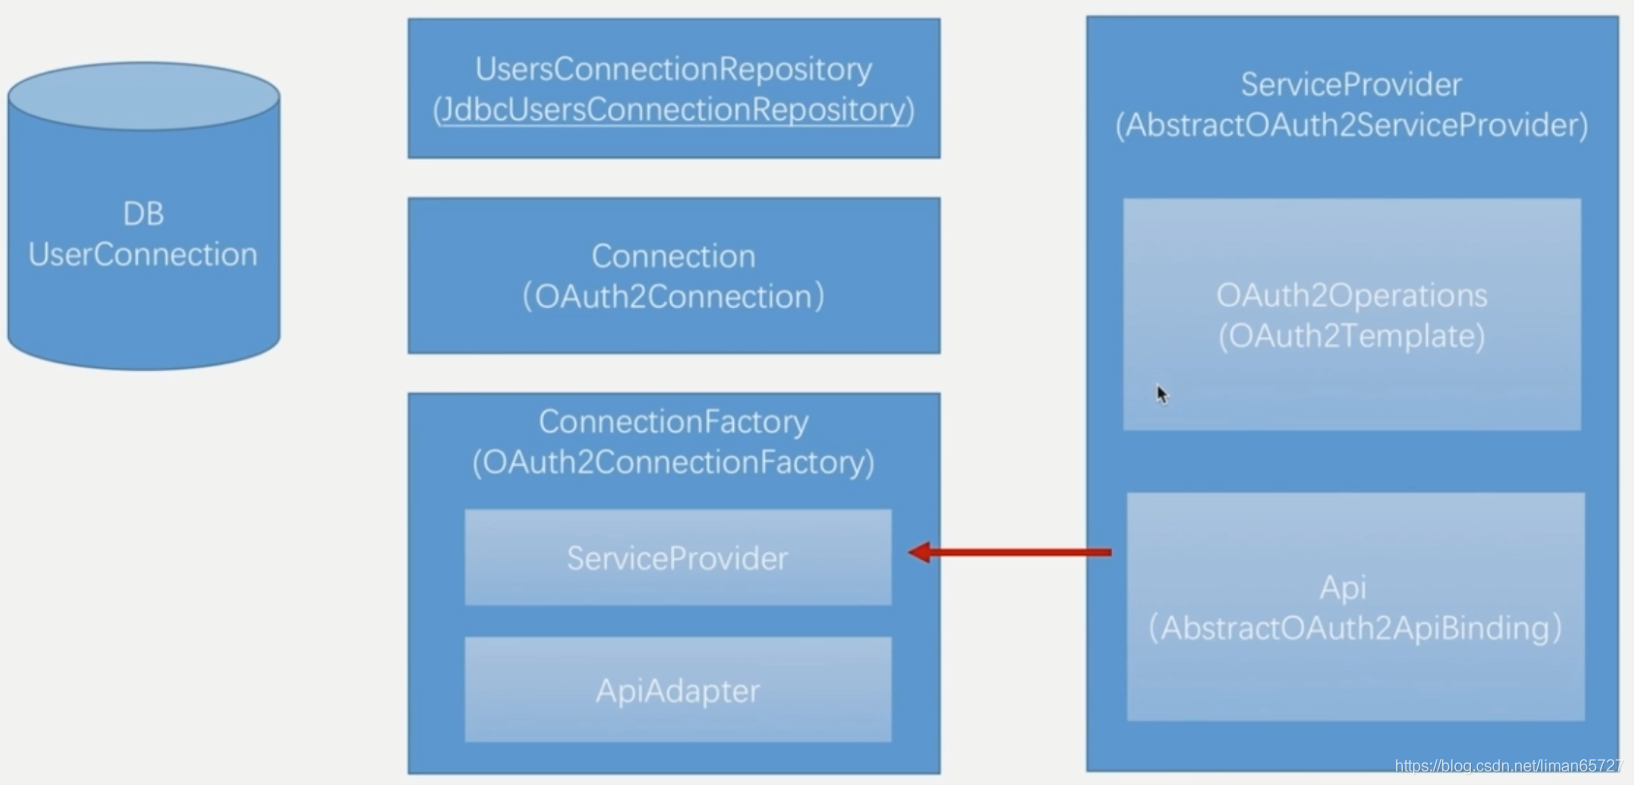 DB
UserConnection
UsersConnectionRepository
(JdbcUsersConnectionRepository)
Connection
(OAuth2Connection)
ConnectionFactory
(OAuth2ConnectionFactory)
ServiceProvider
ApiAdapter
ServiceProvider
(AbstractOAuth2ServiceProvider)
OAuth2Operations
(OAuth2Template)
Api
(AbstractOAuth2ApiBinding)
https://blog.csdn.net/liman65727